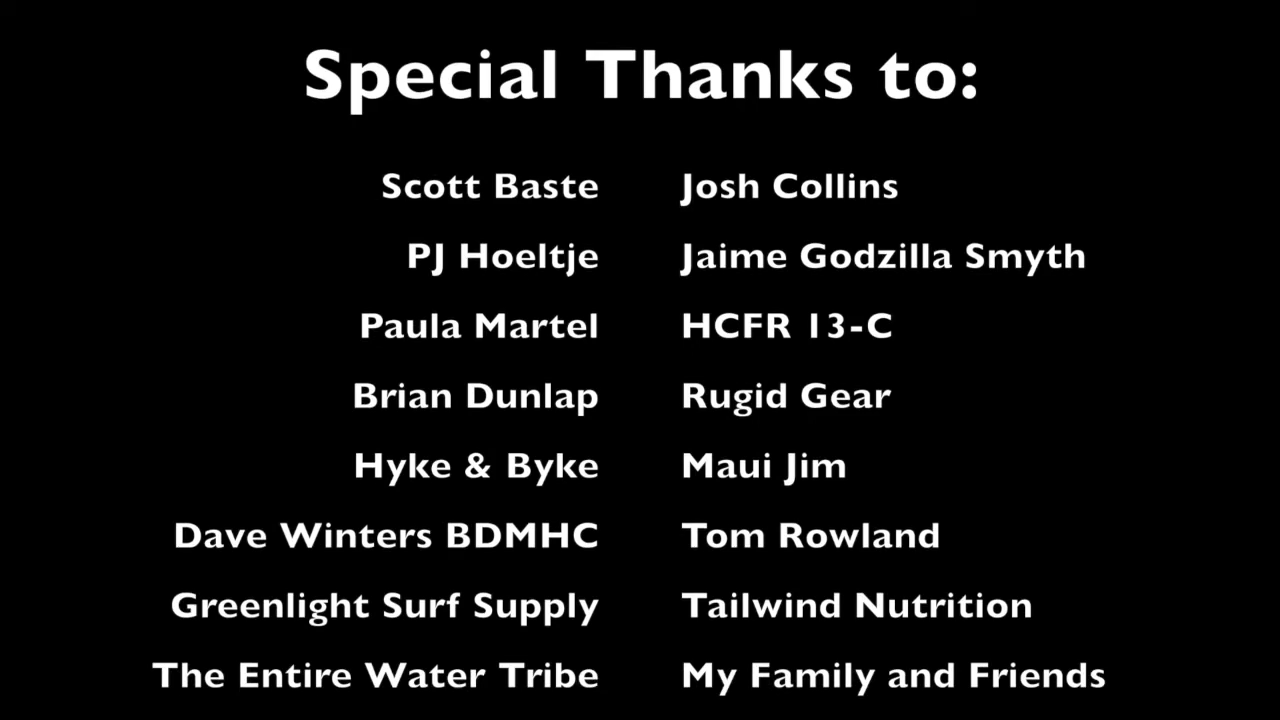 Special Thanks to:
Scott Baste Josh Collins
PJ Hoeltje Jaime Godzilla Smyth
Paula Martel HCFR 13-C
Brian Dunlap Rugid Gear
Hyke & Byke Maui Jim
Dave Winters BDMHC Tom Rowland
Greenlight Surf Supply Tailwind Nutrition
The Entire Water Tribe My Family and Friends